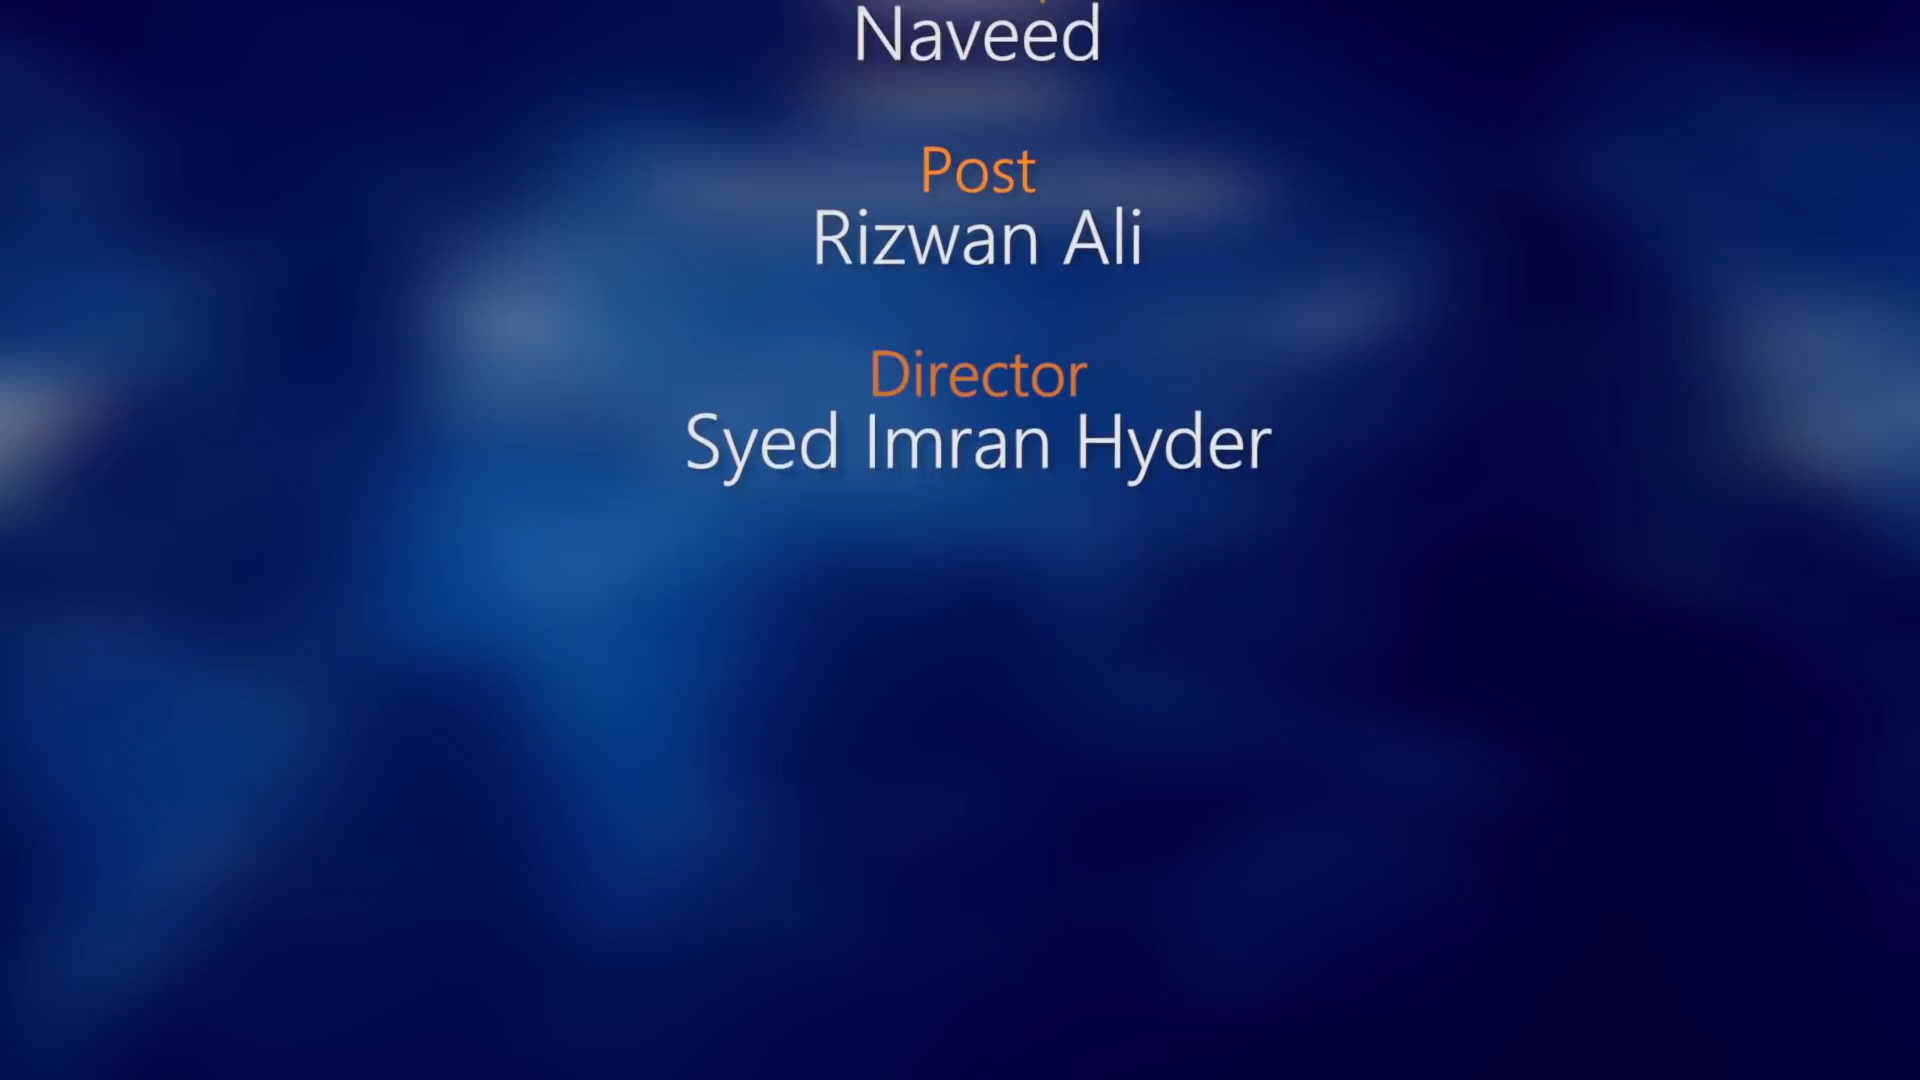 Naveed
Post
Rizwan Ali
Director
Syed Imran Hyder